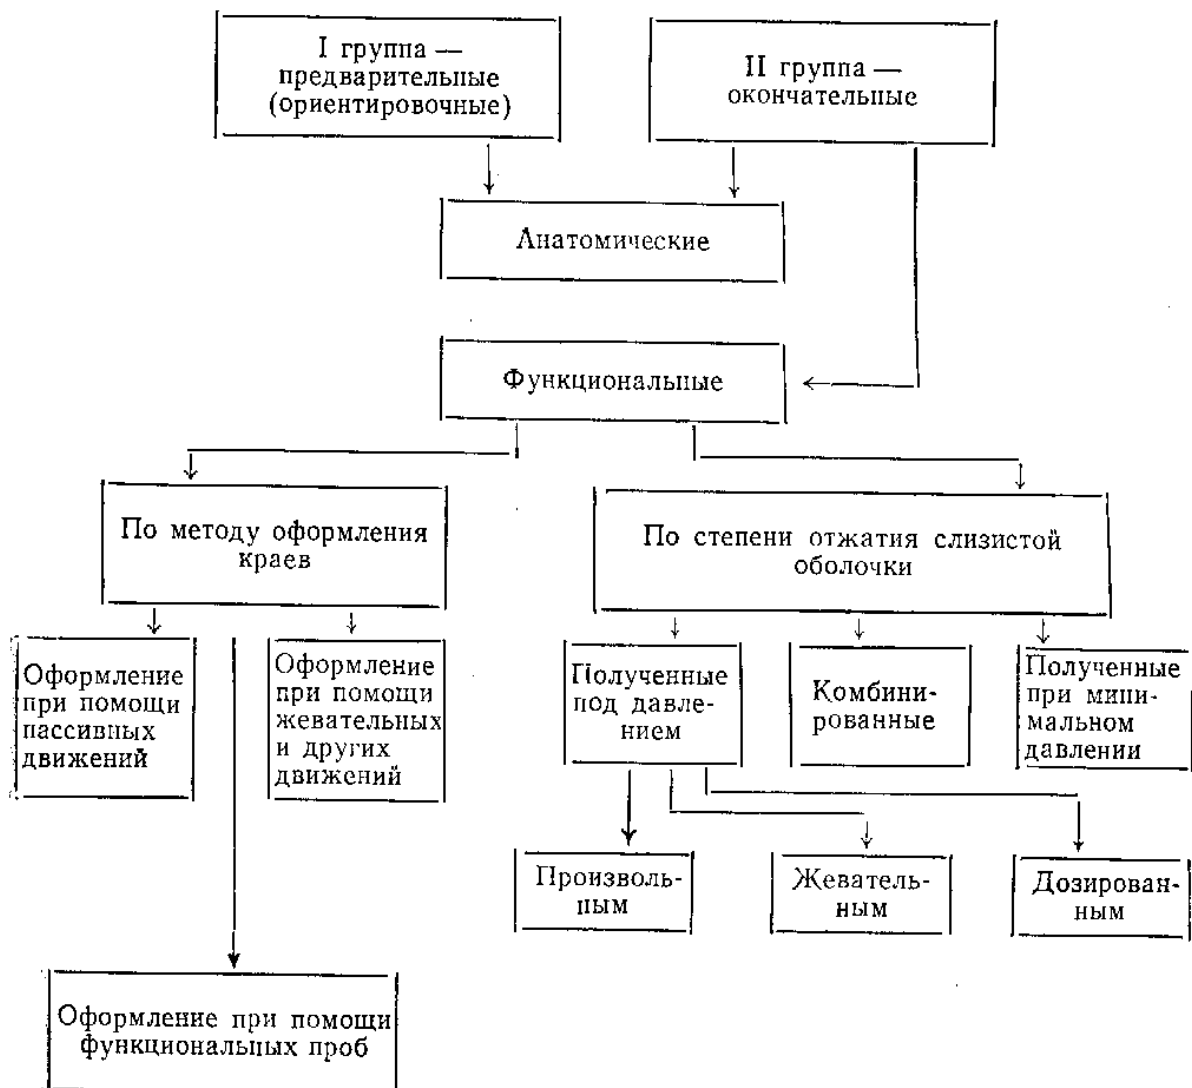 I группа —
предварительные
(ориентировочные)
II группа —
окончательные
Анатомические
Функциональные
По методу оформления
краев
По степени отжатия слизистой
оболочки
Оформление
при помощи
пассивных
движений
Оформление
при помощи
жевательных
и других
движений
Полученные
под давле-
нием
Комбини-
рованные
Полученные
при мини-
мальном
давлении
Произволь-
ным
Жеватель-
ным
Дозирован-
ным
Оформление при помощи
функциональных проб